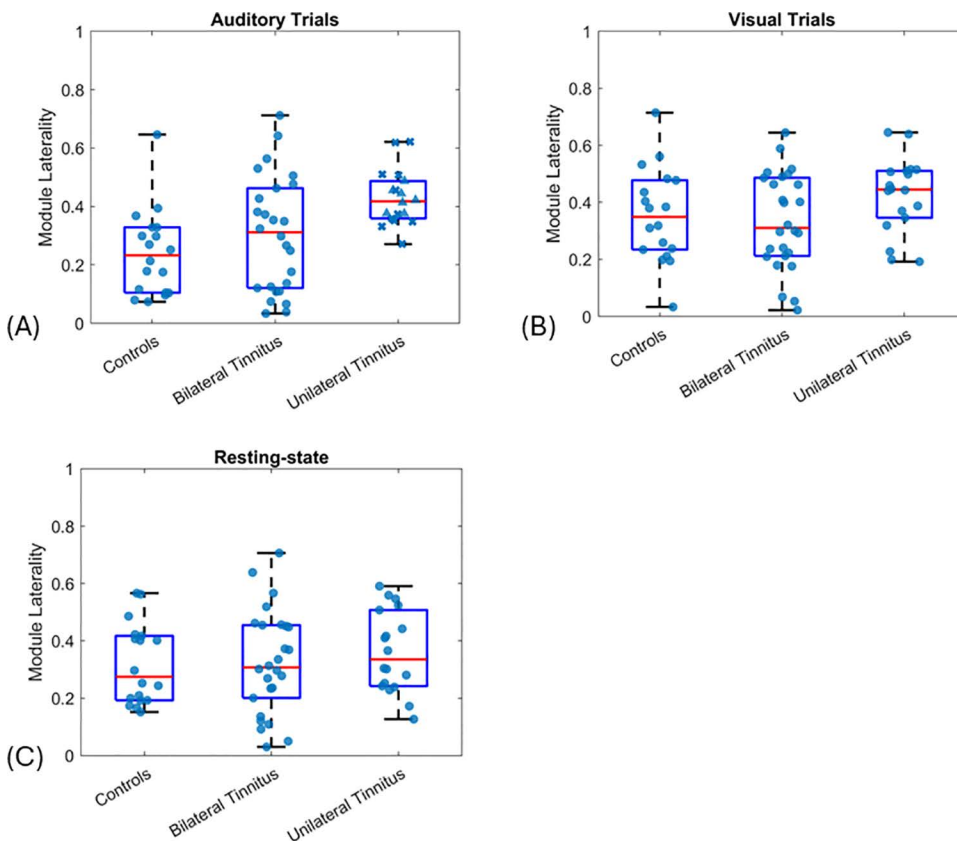 Auditory Trials
1
0.8
0.6
0.4
0.2
0
Module Laterality
Controls
Bilateral Tinnitus
Unilateral Tinnitus
(A)
Visual Trials
1
0.8
0.6
0.4
0.2
0
Module Laterality
Controls
Bilateral Tinnitus
Unilateral Tinnitus
(B)
Resting-state
1
0.8
0.6
0.4
0.2
0
Module Laterality
Controls
Bilateral Tinnitus
Unilateral Tinnitus
(C)